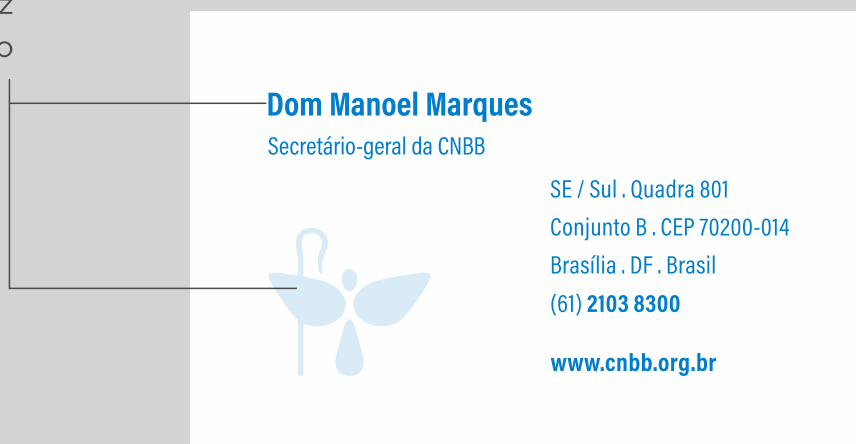 z
o
Dom Manoel Marques
Secretário-geral da CNBB
SE / Sul . Quadra 801
Conjunto B . CEP 70200-014
Brasília . DF . Brasil
(61) 2103 8300
www.cnbb.org.br